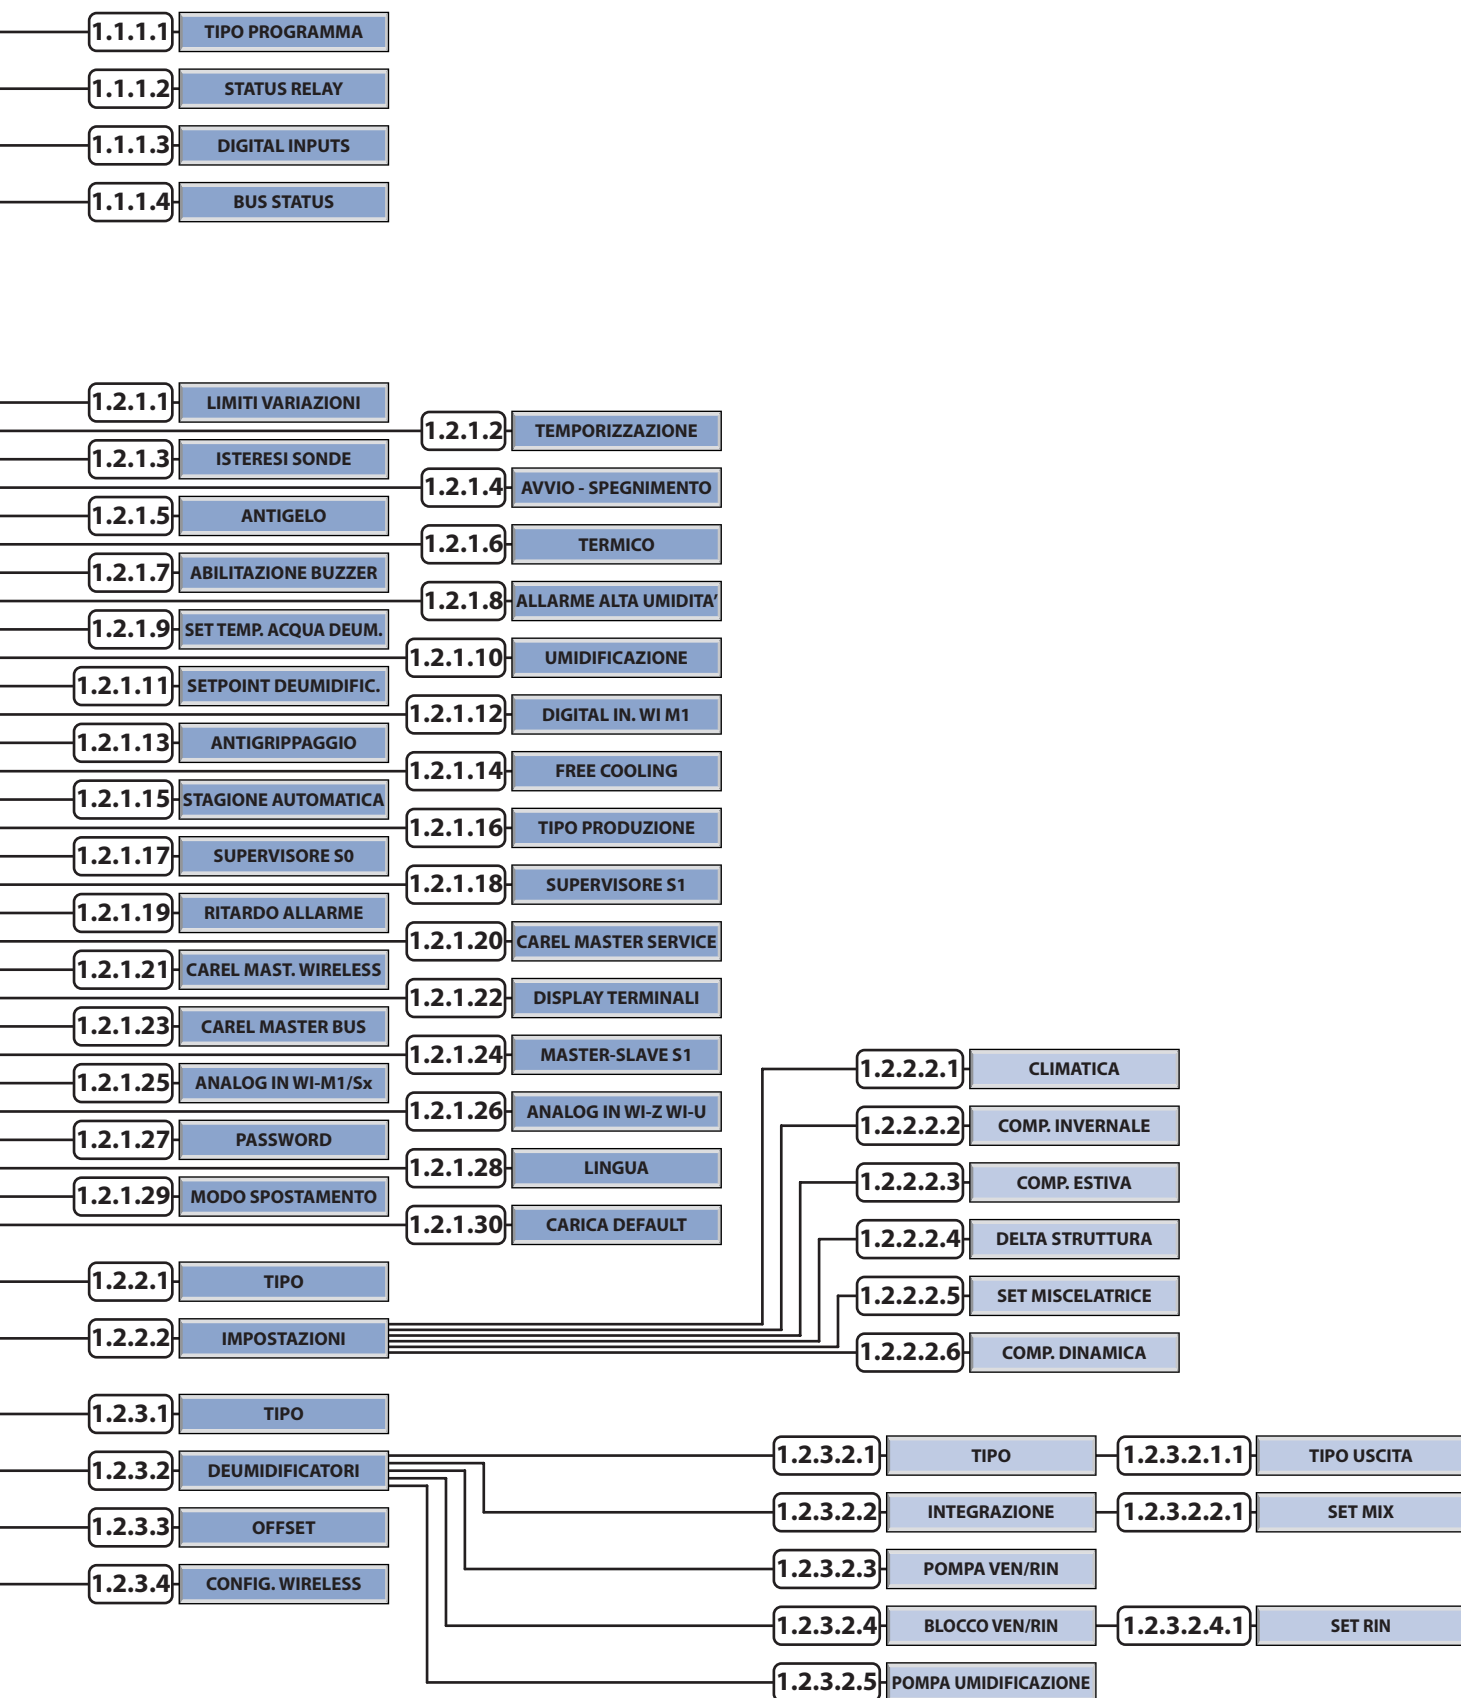 1.1.1.1 TIPO PROGRAMMA
1.1.1.2 STATUS RELAY
1.1.1.3 DIGITAL INPUTS
1.1.1.4 BUS STATUS
1.2.1.1 LIMITI VARIAZIONI
1.2.1.2 TEMPORIZZAZIONE
1.2.1.3 ISTERESI SONDE
1.2.1.4 AVVIO - SPEGNIMENTO
1.2.1.5 ANTIGELO
1.2.1.6 TERMICO
1.2.1.7 ABILITAZIONE BUZZER
1.2.1.8 ALLARME ALTA UMIDITA'
1.2.1.9 SET TEMP. ACQUA DEUM.
1.2.1.10 UMIDIFICAZIONE
1.2.1.11 SETPOINT DEUMIDIFIC.
1.2.1.12 DIGITAL IN. WI M1
1.2.1.13 ANTIGRIPPAGGIO
1.2.1.14 FREE COOLING
1.2.1.15 STAGIONE AUTOMATICA
1.2.1.16 TIPO PRODUZIONE
1.2.1.17 SUPERVISORE S0
1.2.1.18 SUPERVISORE S1
1.2.1.19 RITARDO ALLARME
1.2.1.20 CAREL MASTER SERVICE
1.2.1.21 CAREL MAST. WIRELESS
1.2.1.22 DISPLAY TERMINALI
1.2.1.23 CAREL MASTER BUS
1.2.1.24 MASTER-SLAVE S1
1.2.2.2.1 CLIMATICA
1.2.1.25 ANALOG IN WI-M1/Sx
1.2.1.26 ANALOG IN WI-Z WI-U
1.2.2.2.2 COMP. INVERNALE
1.2.1.27 PASSWORD
1.2.1.28 LINGUA
1.2.2.2.3 COMP. ESTIVA
1.2.1.29 MODO SPOSTAMENTO
1.2.1.30 CARICA DEFAULT
1.2.2.2.4 DELTA STRUTTURA
1.2.2.1 TIPO
1.2.2.2.5 SET MISCELATRICE
1.2.2.2 IMPOSTAZIONI
1.2.2.2.6 COMP. DINAMICA
1.2.3.1 TIPO
1.2.3.2 DEUMIDIFICATORI
1.2.3.2.1 TIPO 1.2.3.2.1.1 TIPO USCITA
1.2.3.2.2 INTEGRAZIONE 1.2.3.2.2.1 SET MIX
1.2.3.3 OFFSET
1.2.3.2.3 POMPA VEN/RIN
1.2.3.4 CONFIG. WIRELESS
1.2.3.2.4 BLOCCO VEN/RIN 1.2.3.2.4.1 SET RIN
1.2.3.2.5 POMPA UMIDIFICAZIONE